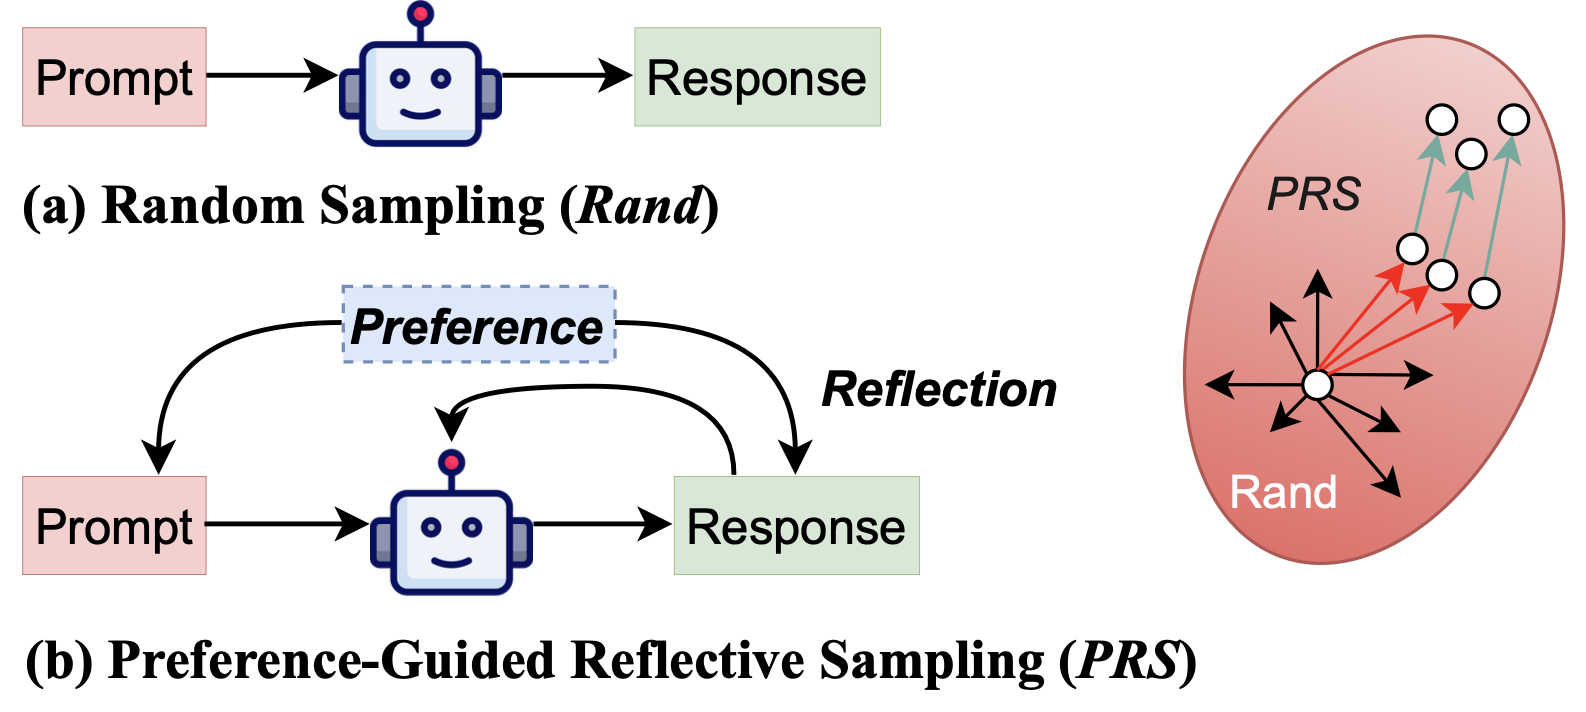 Prompt
Response
(a) Random Sampling (Rand)
Preference
Reflection
Prompt
Response
(b) Preference-Guided Reflective Sampling (PRS)
PRS
Rand